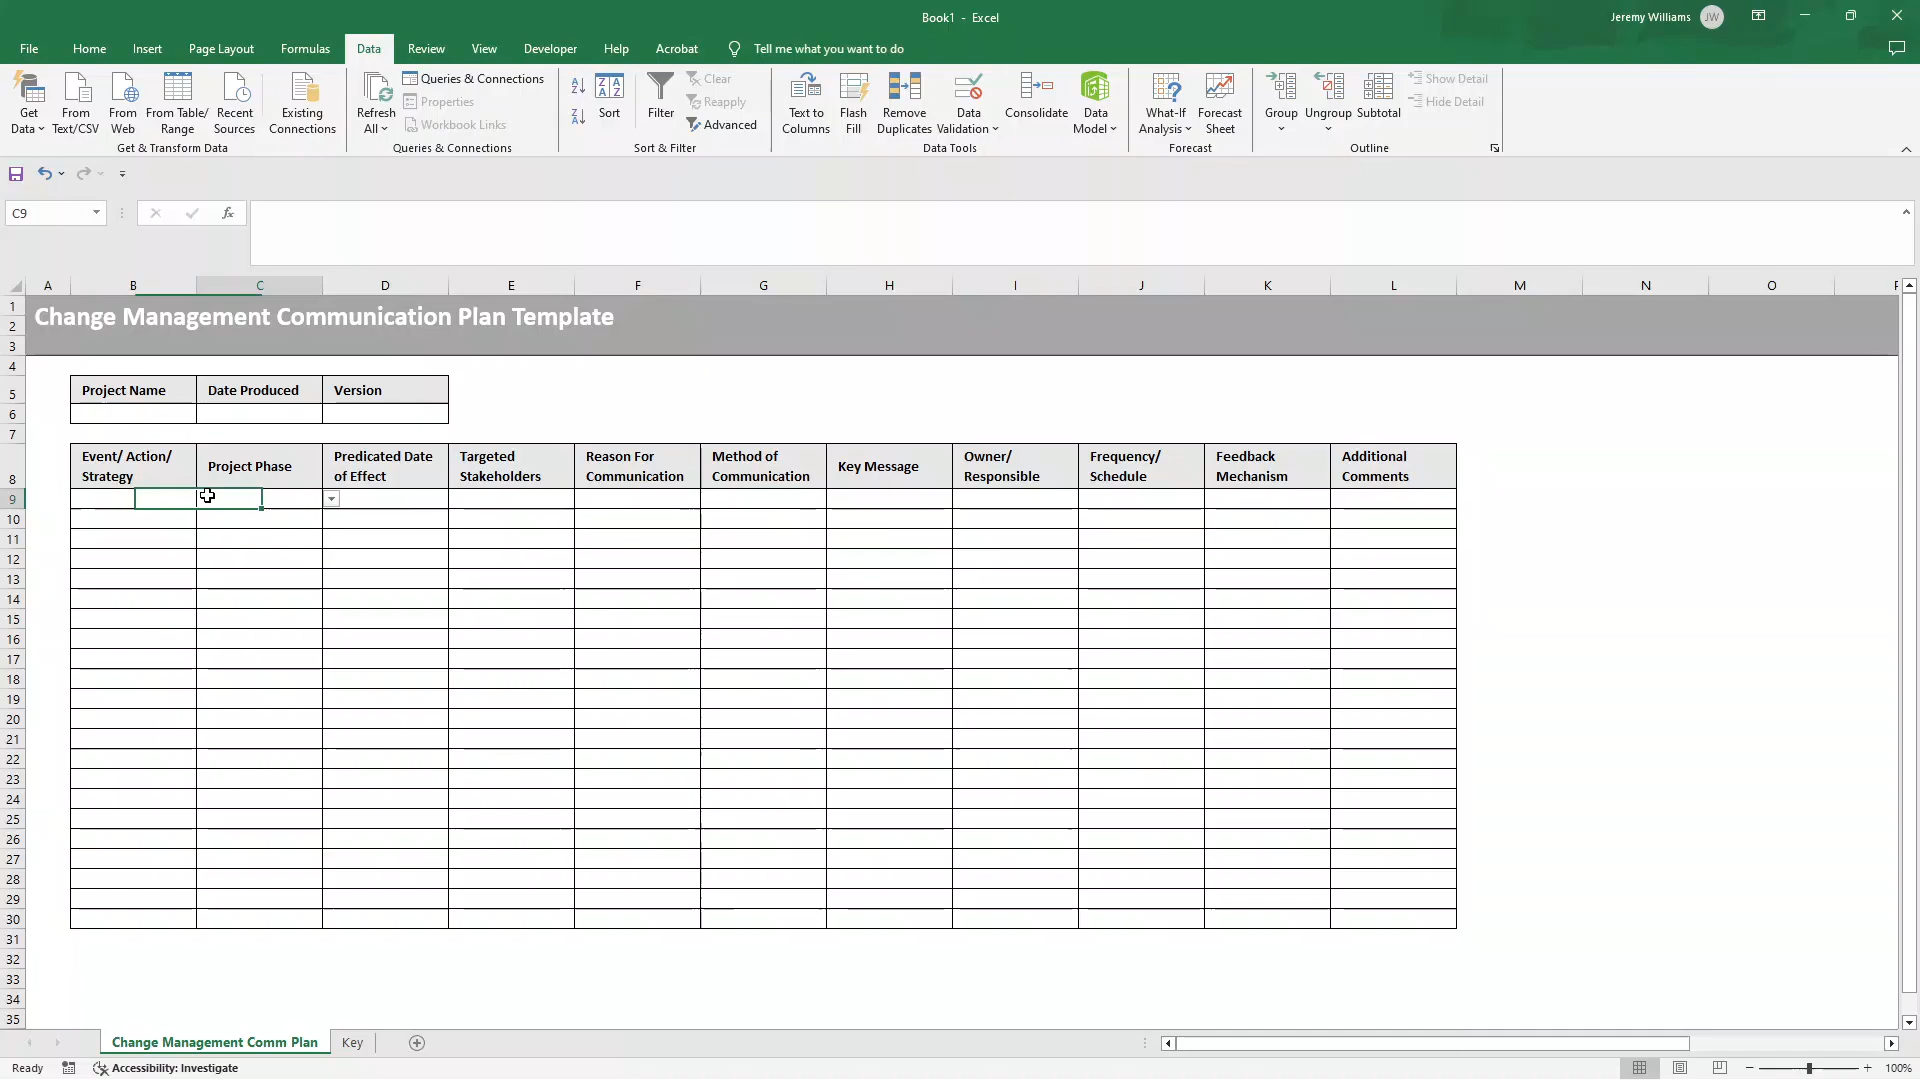 Book1 - Excel
Jeremy Williams JW
File Home Insert Page Layout Formulas Data Review View Developer Help Acrobat Tell me what you want to do
Get Data
From Text/CSV
From Web
From Table/ Range
Recent Sources
Existing Connections
Get & Transform Data
Refresh All
Queries & Connections
Properties
Workbook Links
Queries & Connections
Sort
Filter
Clear
Reapply
Advanced
Sort & Filter
Text to Columns
Flash Fill
Remove Duplicates
Data Validation
Consolidate
Data Model
Data Tools
What-If Analysis
Forecast Sheet
Forecast
Group
Ungroup
Subtotal
Show Detail
Hide Detail
Outline
C9
fx
A B C D E F G H I J K L M N O
1
Change Management Communication Plan Template
2
3
4
5 Project Name Date Produced Version
6
7
8
Event/ Action/ Strategy
Project Phase
Predicated Date of Effect
Targeted Stakeholders
Reason For Communication
Method of Communication
Key Message
Owner/ Responsible
Frequency/ Schedule
Feedback Mechanism
Additional Comments
9
10
11
12
13
14
15
16
17
18
19
20
21
22
23
24
25
26
27
28
29
30
31
32
33
34
35
Change Management Comm Plan Key
Ready Accessibility: Investigate 100%